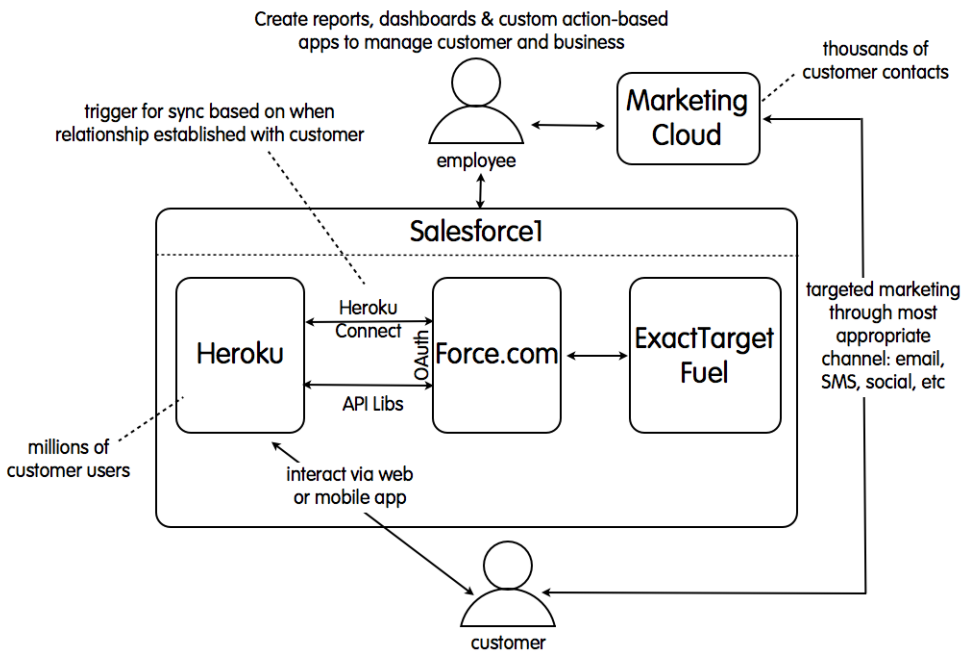 Create reports, dashboards & custom action-based
apps to manage customer and business
thousands of
customer contacts
Marketing
Cloud
trigger for sync based on when
relationship established with customer
employee
Salesforce1
Heroku
Connect
OAuth
API Libs
Heroku
Force.com
ExactTarget
Fuel
targeted marketing
through most
appropriate
channel: email,
SMS, social, etc
millions of
customer users
interact via web
or mobile app
customer